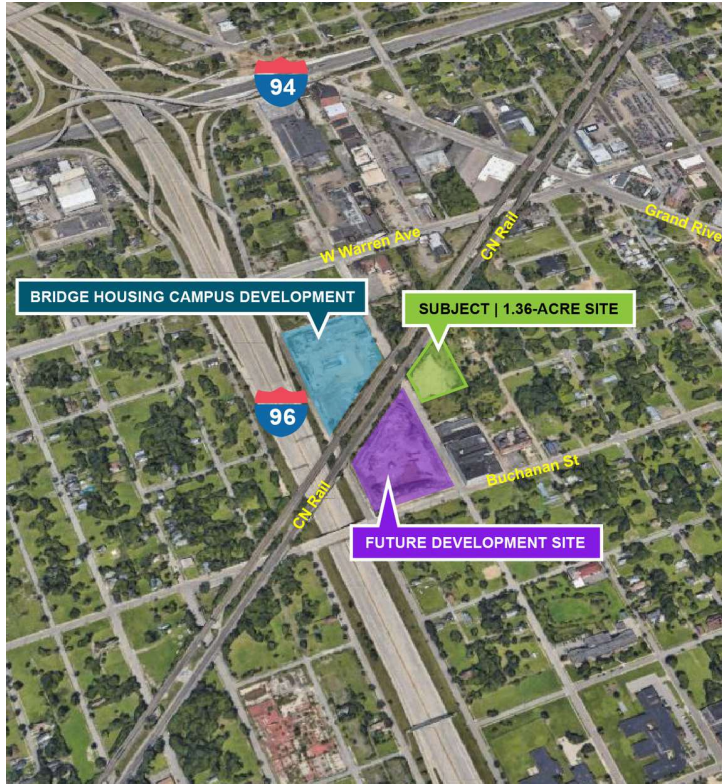 94
W Warren Ave
Grand River
CN Rail
BRIDGE HOUSING CAMPUS DEVELOPMENT
SUBJECT | 1.36-ACRE SITE
96
Buchanan St
CN Rail
FUTURE DEVELOPMENT SITE